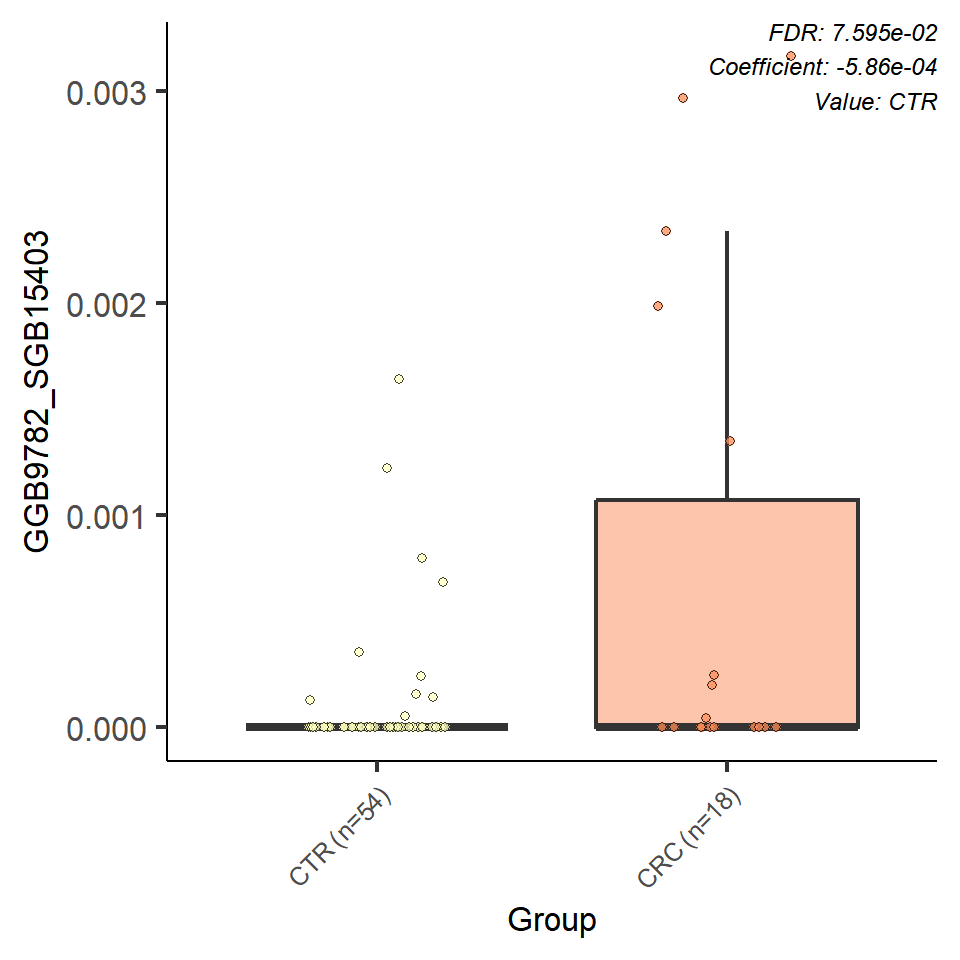 FDR: 7.595e-02
Coefficient: -5.86e-04
Value: CTR
GGB9782_SGB15403
0.003
0.002
0.001
0.000
CTR (n=54)
CRC (n=18)
Group